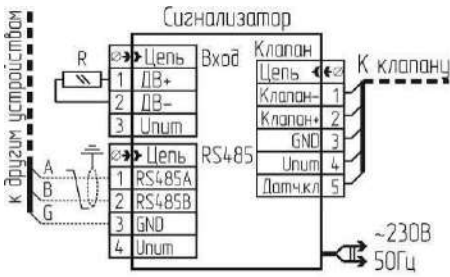 Сигнализатор
к другим устройствам
R
Цепь
Вход
1 ДВ+
2 ДВ-
3 Uпит
Цепь
RS485
1 RS485A
2 RS485B
3 GND
4 Uпит
A
B
G
Клапан
Цепь
Клапан- 1
Клапан+ 2
GND 3
Uпит 4
Датч.кл 5
К клапану
~230В
50Гц